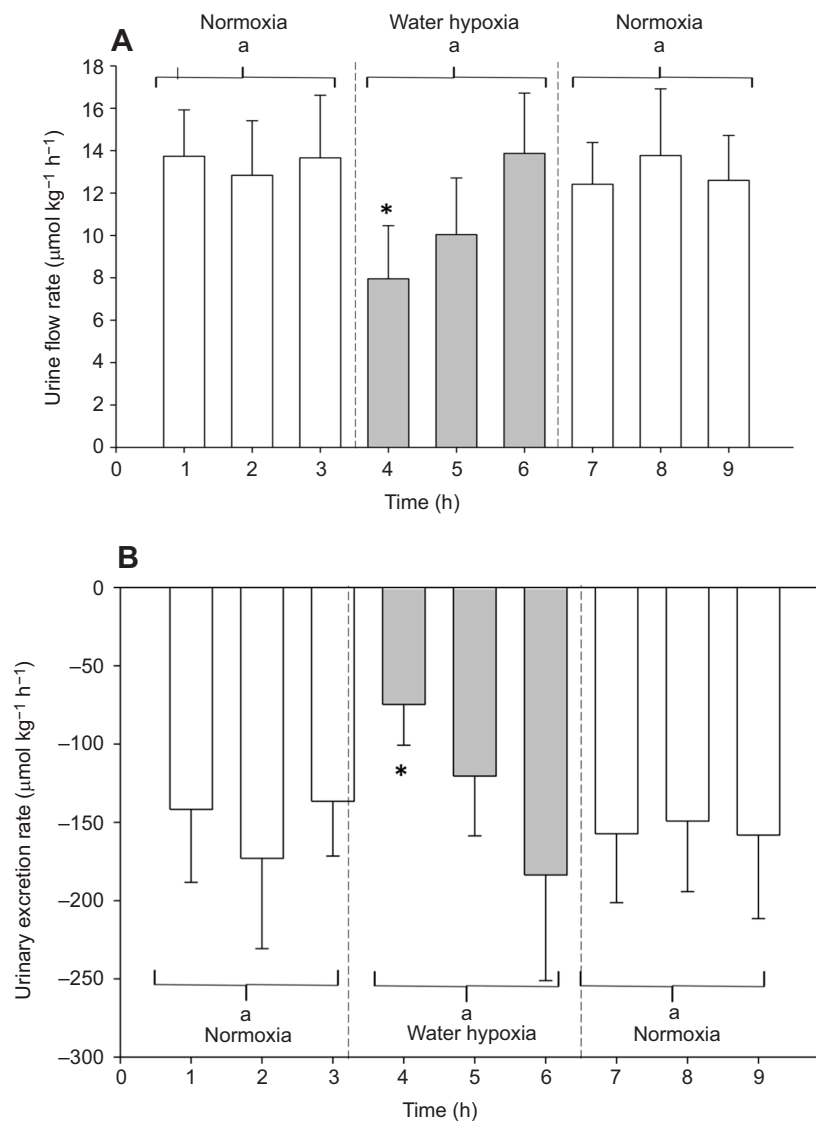 Normoxia Water hypoxia Normoxia
A a a a
18
16
14
12
10
8
6
4
2
0
Urine flow rate (μmol kg⁻¹ h⁻¹)
*
0 1 2 3 4 5 6 7 8 9
Time (h)
B
0
–50
–100
–150
–200
–250
–300
Urinary excretion rate (μmol kg⁻¹ h⁻¹)
*
a a a
Normoxia Water hypoxia Normoxia
0 1 2 3 4 5 6 7 8 9
Time (h)